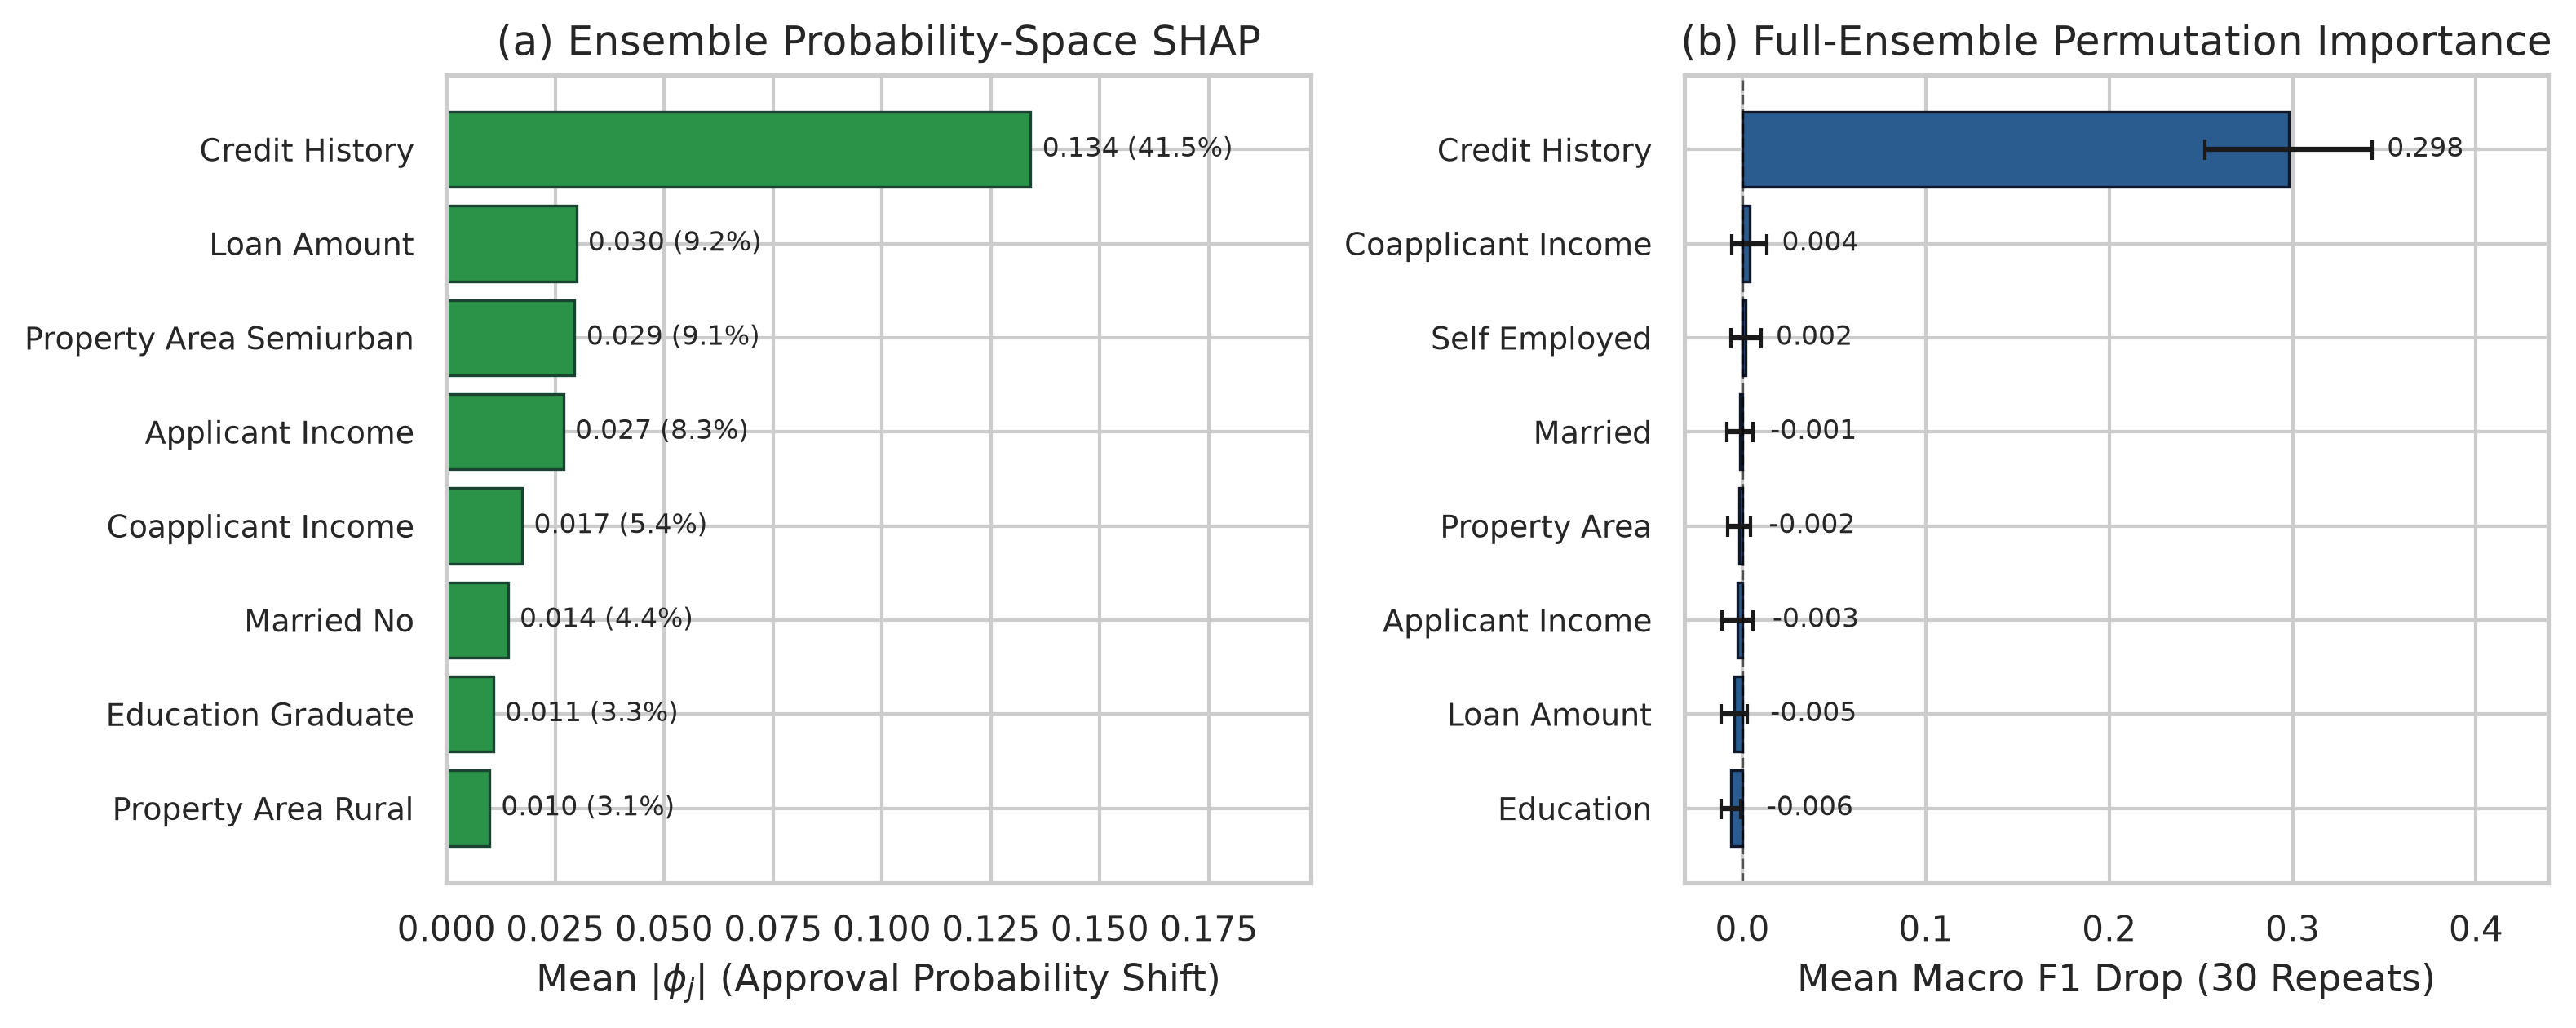 (a) Ensemble Probability-Space SHAP
Credit History
0.134 (41.5%)
Loan Amount
0.030 (9.2%)
Property Area Semiurban
0.029 (9.1%)
Applicant Income
0.027 (8.3%)
Coapplicant Income
0.017 (5.4%)
Married No
0.014 (4.4%)
Education Graduate
0.011 (3.3%)
Property Area Rural
0.010 (3.1%)
0.000 0.025 0.050 0.075 0.100 0.125 0.150 0.175
Mean |ϕj| (Approval Probability Shift)
(b) Full-Ensemble Permutation Importance
Credit History
0.298
Coapplicant Income
0.004
Self Employed
0.002
Married
-0.001
Property Area
-0.002
Applicant Income
-0.003
Loan Amount
-0.005
Education
-0.006
0.0 0.1 0.2 0.3 0.4
Mean Macro F1 Drop (30 Repeats)